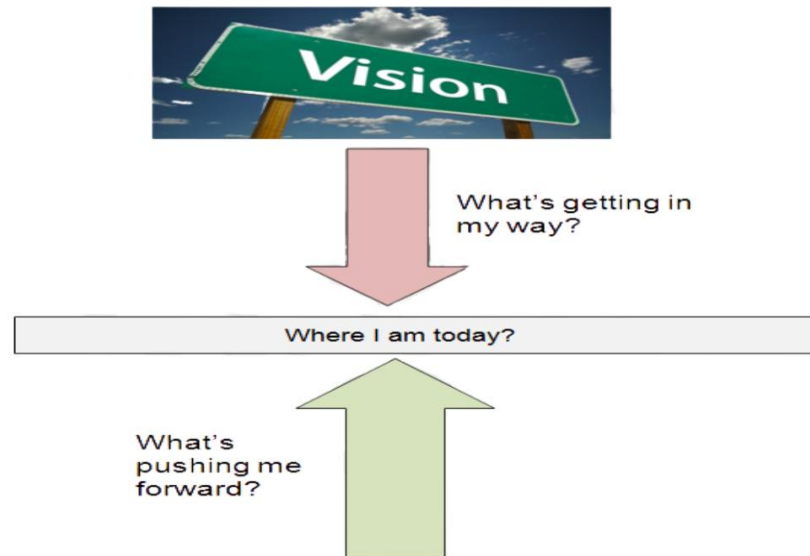 Vision
What's getting in
my way?
Where I am today?
What's
pushing me
forward?